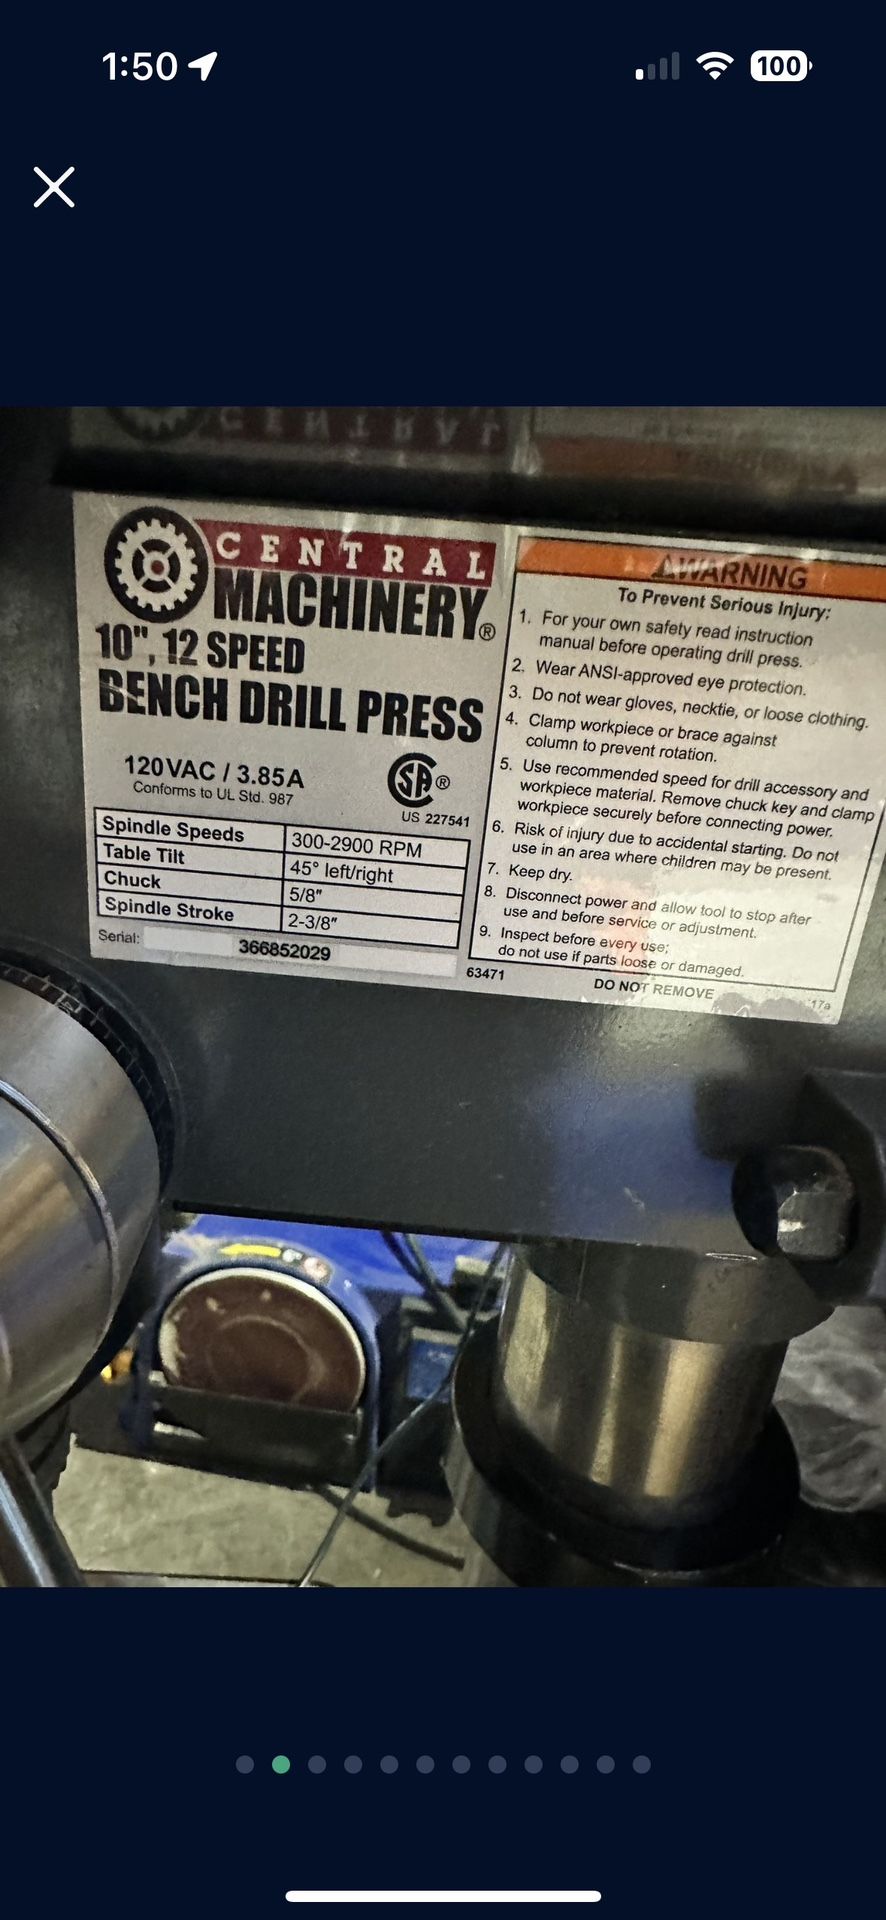 1:50
100
CENTRAL
MACHINERY®
10", 12 SPEED
BENCH DRILL PRESS
120VAC / 3.85A
Conforms to UL Std. 987
SA®
US 227541
Spindle Speeds 300-2900 RPM
Table Tilt 45° left/right
Chuck 5/8"
Spindle Stroke 2-3/8"
Serial: 366852029
63471
⚠WARNING
To Prevent Serious Injury:
1. For your own safety read instruction
manual before operating drill press.
2. Wear ANSI-approved eye protection.
3. Do not wear gloves, necktie, or loose clothing.
4. Clamp workpiece or brace against
column to prevent rotation.
5. Use recommended speed for drill accessory and
workpiece material. Remove chuck key and clamp
workpiece securely before connecting power.
6. Risk of injury due to accidental starting. Do not
use in an area where children may be present.
7. Keep dry.
8. Disconnect power and allow tool to stop after
use and before service or adjustment.
9. Inspect before every use;
do not use if parts loose or damaged.
DO NOT REMOVE
17a